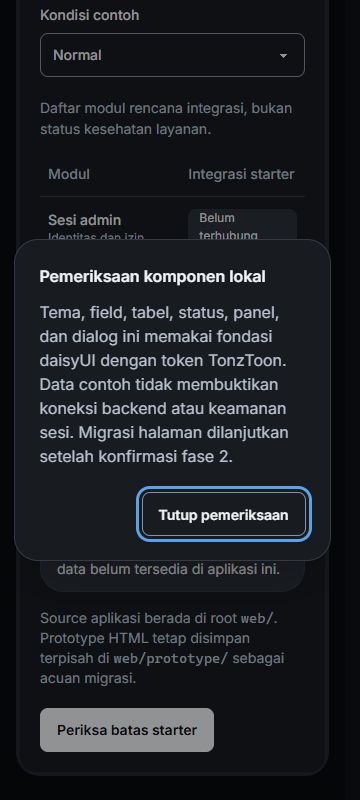 Kondisi contoh
Normal
Daftar modul rencana integrasi, bukan
status kesehatan layanan.
Modul Integrasi starter
Sesi admin Belum
Identitas dan izin terhubung
Pemeriksaan komponen lokal
Tema, field, tabel, status, panel,
dan dialog ini memakai fondasi
daisyUI dengan token TonzToon.
Data contoh tidak membuktikan
koneksi backend atau keamanan
sesi. Migrasi halaman dilanjutkan
setelah konfirmasi fase 2.
Tutup pemeriksaan
data belum tersedia di aplikasi ini.
Source aplikasi berada di root web/.
Prototype HTML tetap disimpan
terpisah di web/prototype/ sebagai
acuan migrasi.
Periksa batas starter